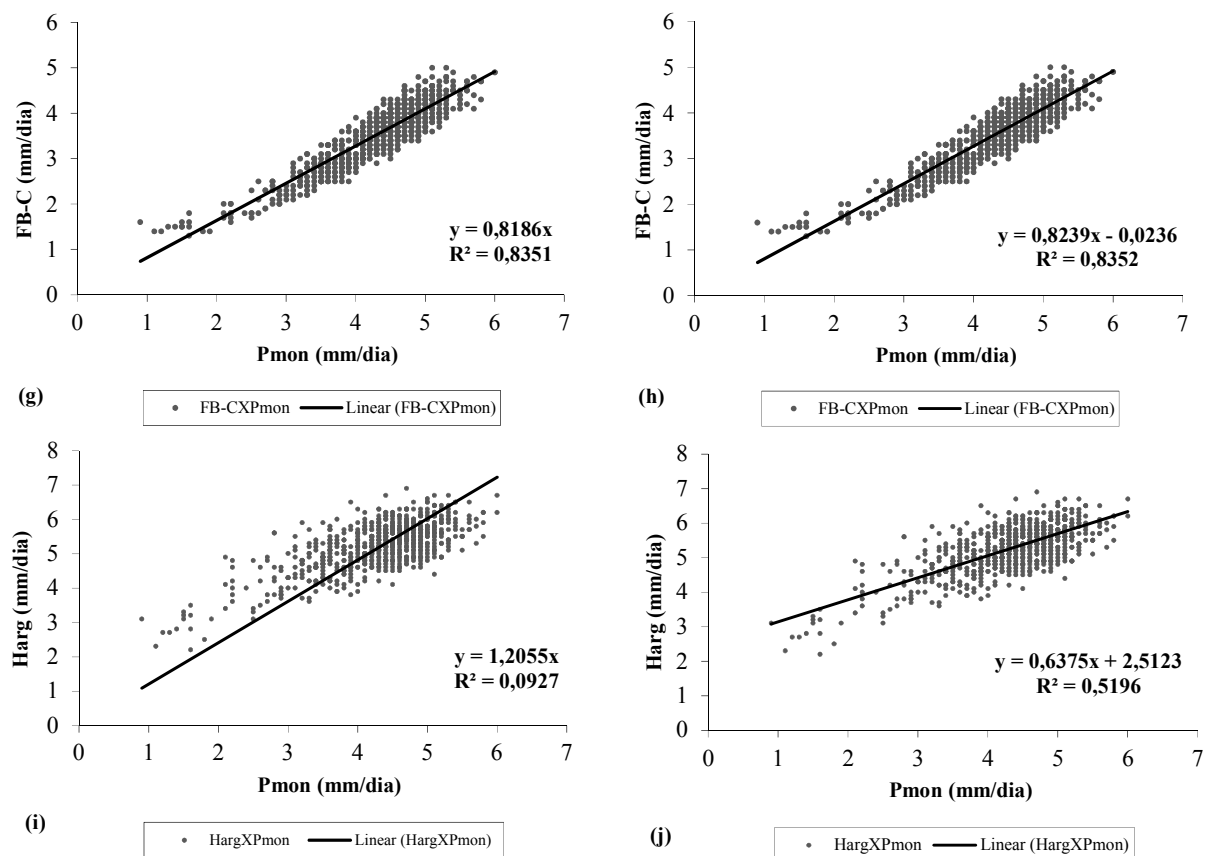 5
4
3
2
1
0
FB-C (mm/dia)
y = 0,8186x
R² = 0,8351
0 1 2 3 4 5 6 7
Pmon (mm/dia)
(g)
FB-CXPmon Linear (FB-CXPmon)
5
4
3
2
1
0
FB-C (mm/dia)
y = 0,8239x - 0,0236
R² = 0,8352
0 1 2 3 4 5 6 7
Pmon (mm/dia)
(h)
FB-CXPmon Linear (FB-CXPmon)
8
7
6
5
4
3
2
1
0
Harg (mm/dia)
y = 1,2055x
R² = 0,0927
0 1 2 3 4 5 6 7
Pmon (mm/dia)
(i)
HargXPmon Linear (HargXPmon)
8
7
6
5
4
3
2
1
0
Harg (mm/dia)
y = 0,6375x + 2,5123
R² = 0,5196
0 1 2 3 4 5 6 7
Pmon (mm/dia)
(j)
HargXPmon Linear (HargXPmon)